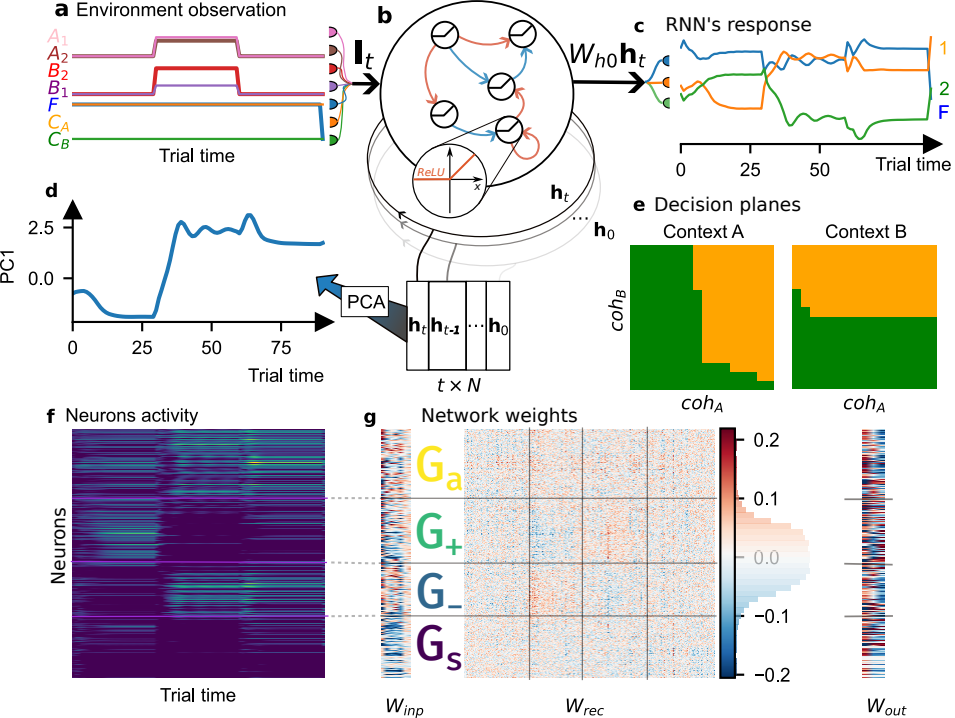 a Environment observation
A1
A2
B2
B1
F
CA
CB
Trial time
b
It
Wh0ht
ReLU
x
ht
...
h0
c RNN's response
1
2
F
0
50
Trial time
d
PC1
2.5
0.0
0
25
50
75
Trial time
PCA
ht
ht-1
...
h0
t × N
e Decision planes
Context A
Context B
cohB
cohA
cohA
f Neurons activity
Neurons
Trial time
g Network weights
Ga
G+
G−
Gs
0.2
0.1
0.0
−0.1
−0.2
Winp
Wrec
Wout